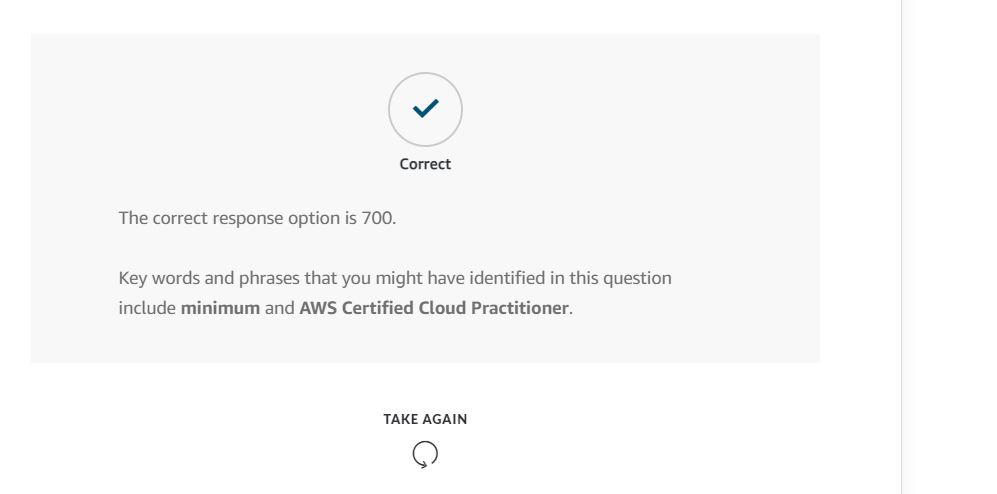 Correct
The correct response option is 700.
Key words and phrases that you might have identified in this question
include minimum and AWS Certified Cloud Practitioner.
TAKE AGAIN